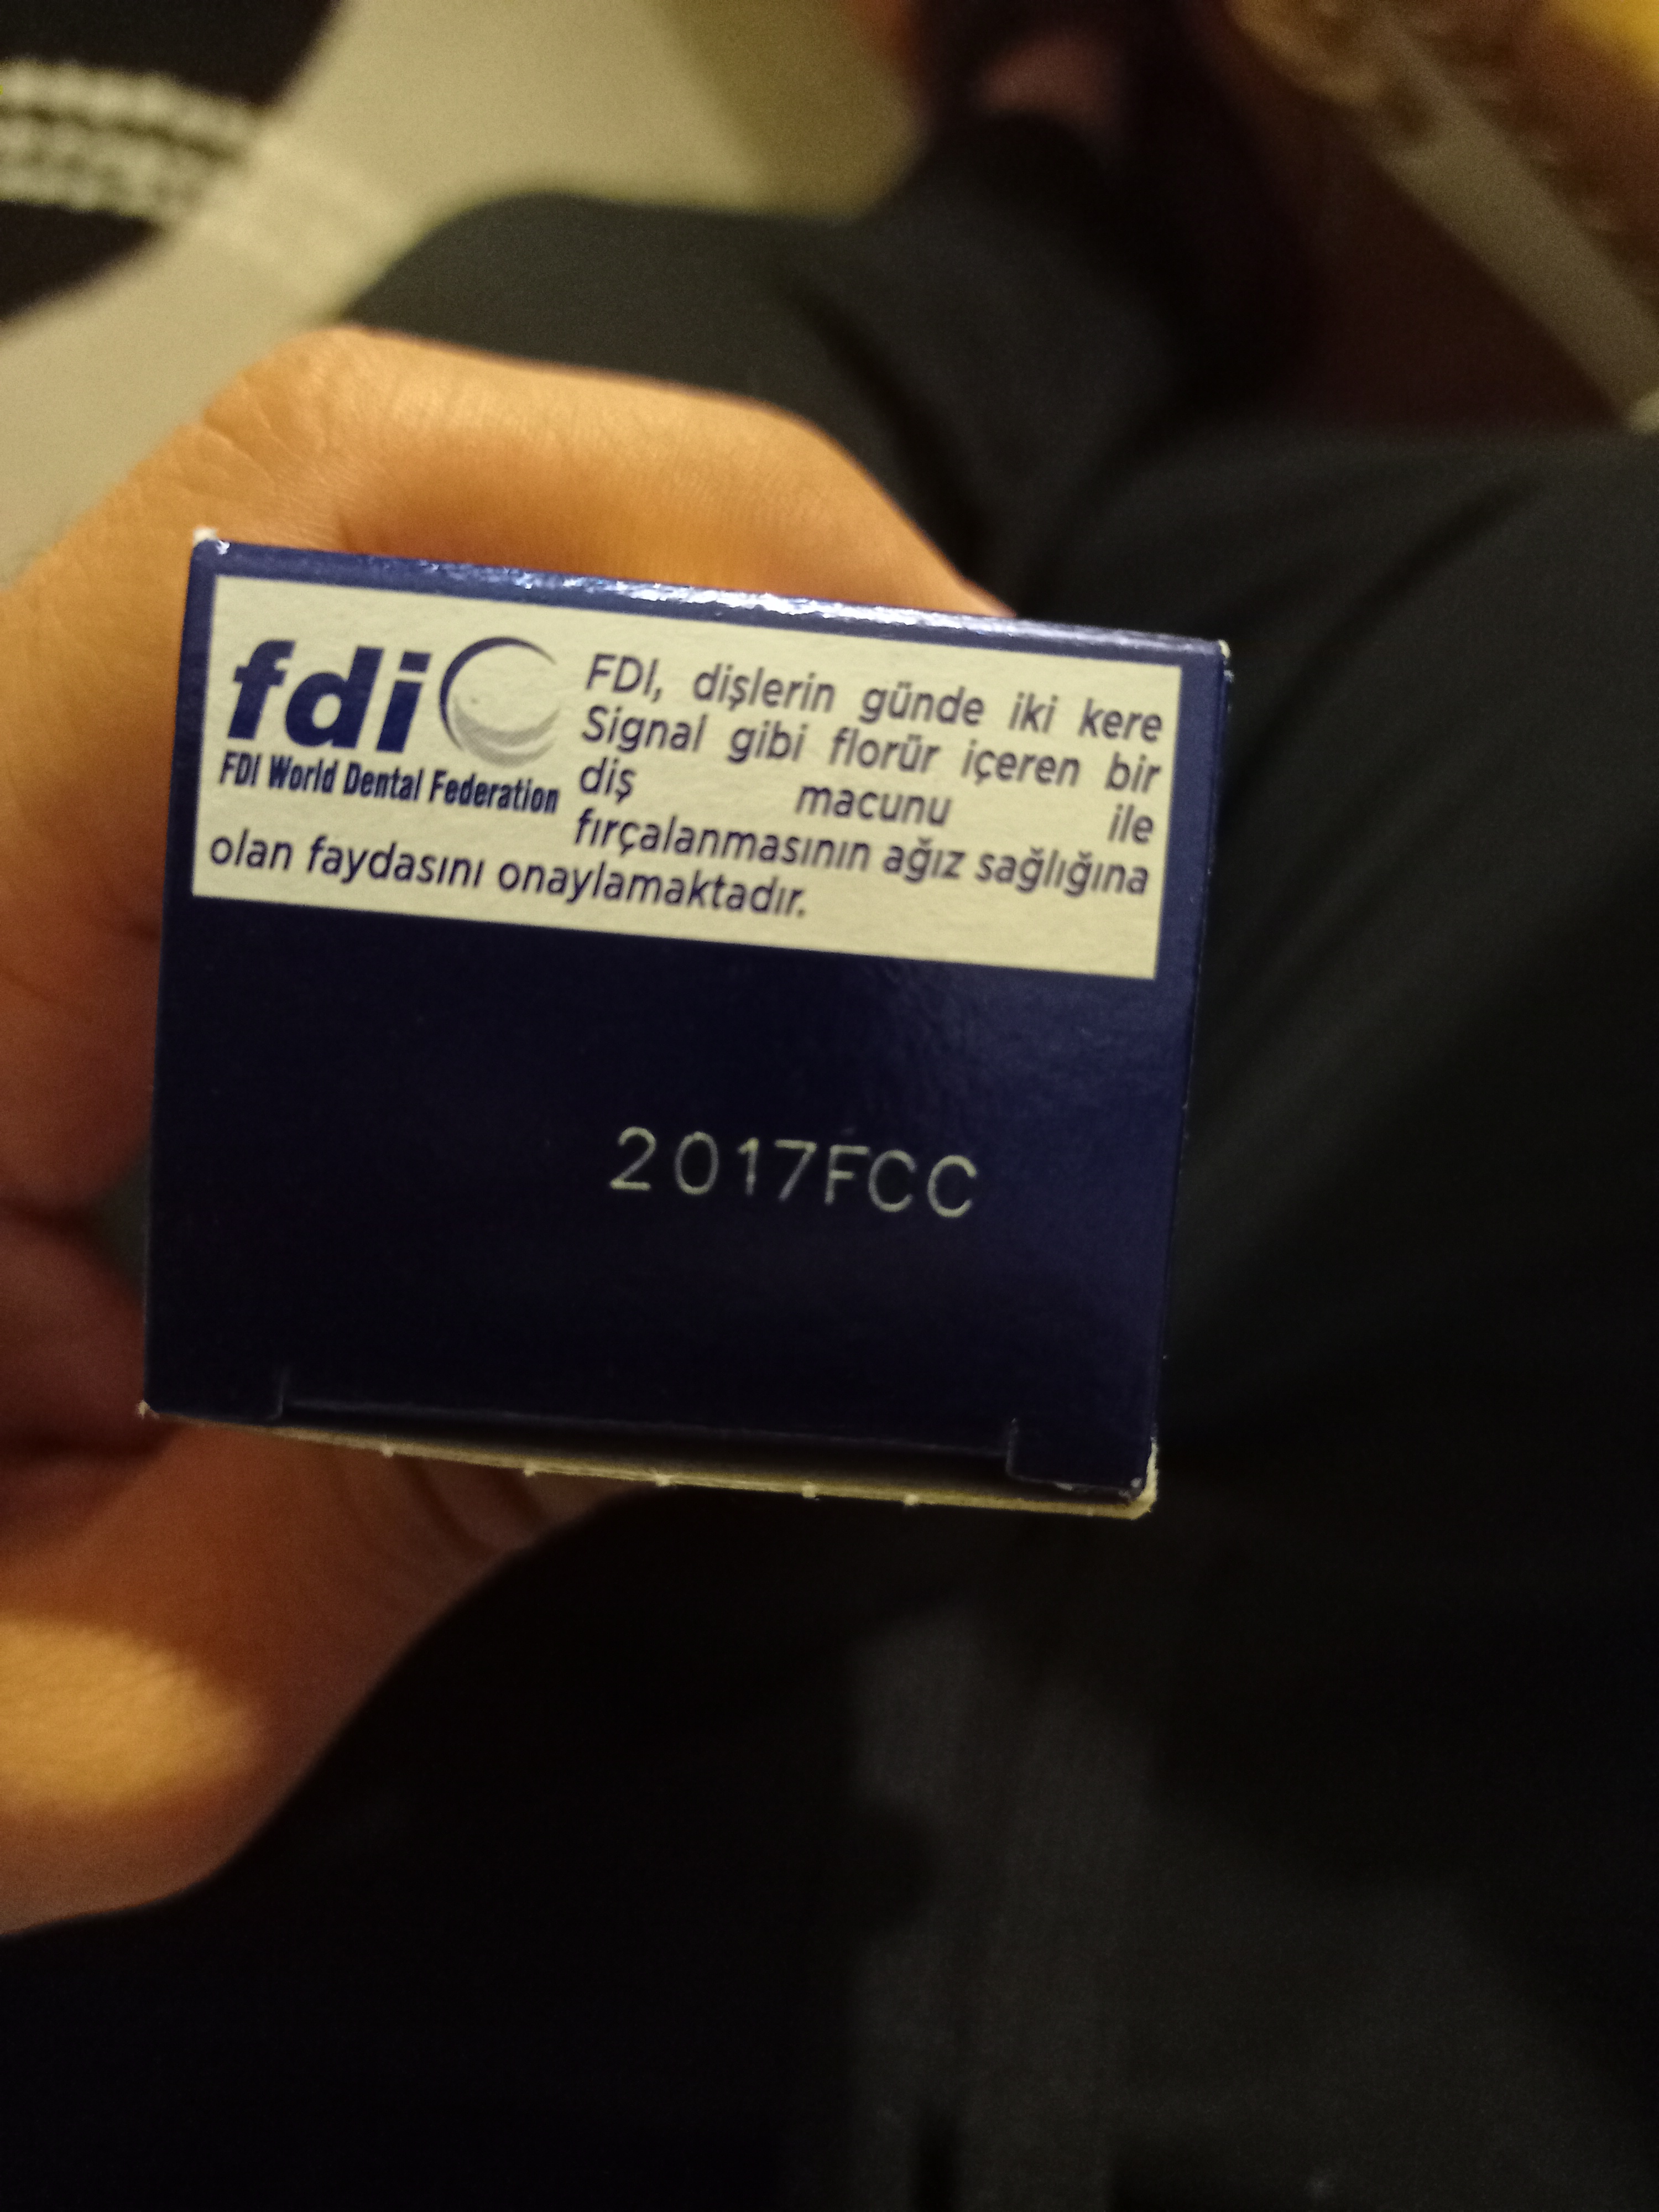 fdi
FDI World Dental Federation
FDI, dişlerin günde iki kere
Signal gibi florür içeren bir
diş macunu ile
fırçalanmasının ağız sağlığına
olan faydasını onaylamaktadır.
2017FCC